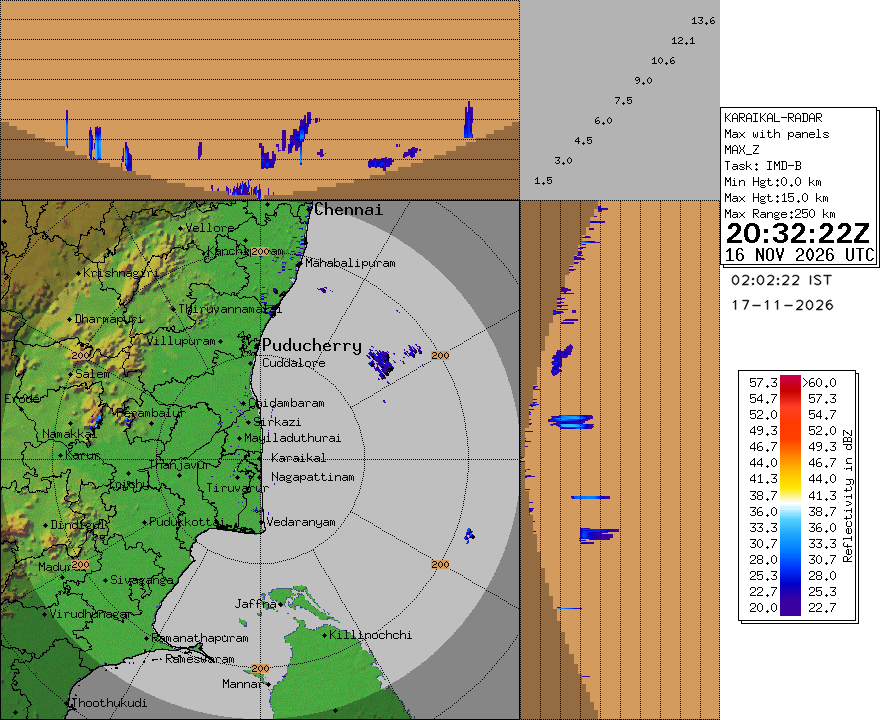 13.6
12.1
10.6
9.0
7.5
6.0
4.5
3.0
1.5
KARAIKAL-RADAR
Max with panels
MAX_Z
Task: IMD-B
Min Hgt:0.0 km
Max Hgt:15.0 km
Max Range:250 km
20:32:22Z
16 NOV 2026 UTC
02:02:22 IST
17-11-2026
Chennai
Vellore
200
Mahabalipuram
Krishnagiri
Thiruvannamalai
Dharmapuri
Villupuram
Puducherry
200
200
Cuddalore
Salem
Erode
Chidambaram
Perambalur
Sirkazi
Namakkal
Mayiladuthurai
Karur
Karaikal
Thanjavur
Nagapattinam
Tiruvarur
Dindigul
Pudukkottai
Vedaranyam
200
200
Madurai
Sivaganga
Jaffna
Virudhunagar
Ramanathapuram
Killinochchi
Rameswaram
200
Mannar
Thoothukudi
57.3 >60.0
54.7 57.3
52.0 54.7
49.3 52.0
46.7 49.3
44.0 46.7
41.3 44.0
38.7 41.3
36.0 38.7
33.3 36.0
30.7 33.3
28.0 30.7
25.3 28.0
22.7 25.3
20.0 22.7
Reflectivity in dBZ